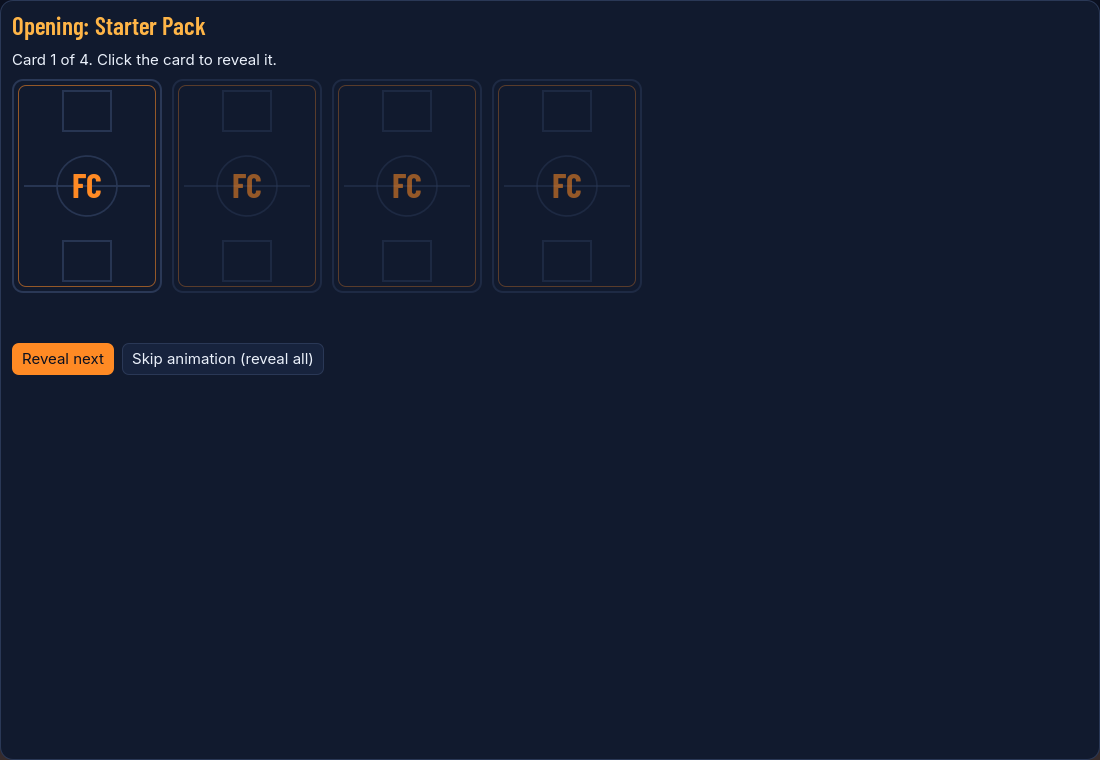 Opening: Starter Pack
Card 1 of 4. Click the card to reveal it.
FC FC FC FC
Reveal next Skip animation (reveal all)